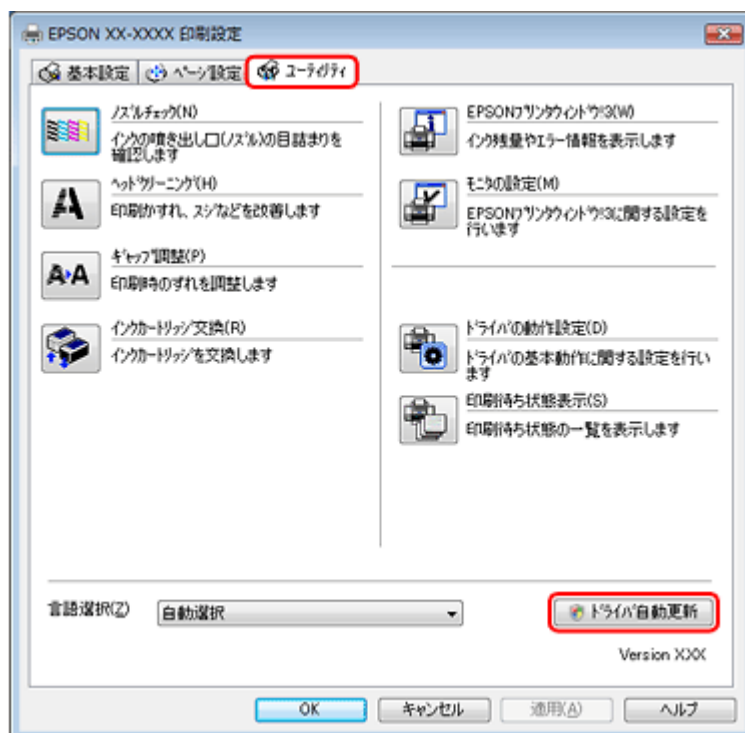 EPSON XX-XXXX 印刷設定
基本設定
ページ設定
ユーティリティ
ノズルチェック(N)
インクの噴き出し口(ノズル)の目詰まりを
確認します
ヘッドクリーニング(H)
印刷かすれ、スジなどを改善します
ギャップ調整(P)
印刷時のずれを調整します
インクカートリッジ交換(R)
インクカートリッジを交換します
EPSONプリンタウィンドウ!3(W)
インク残量やエラー情報を表示します
モニタの設定(M)
EPSONプリンタウィンドウ!3に関する設定を
行います
ドライバの動作設定(D)
ドライバの基本動作に関する設定を行い
ます
印刷待ち状態表示(S)
印刷待ち状態の一覧を表示します
言語選択(Z)
自動選択
ドライバ自動更新
Version XXX
OK
キャンセル
適用(A)
ヘルプ